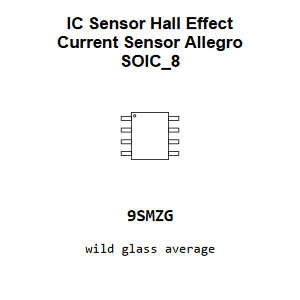 IC Sensor Hall Effect
Current Sensor Allegro
SOIC_8
9SMZG
wild glass average